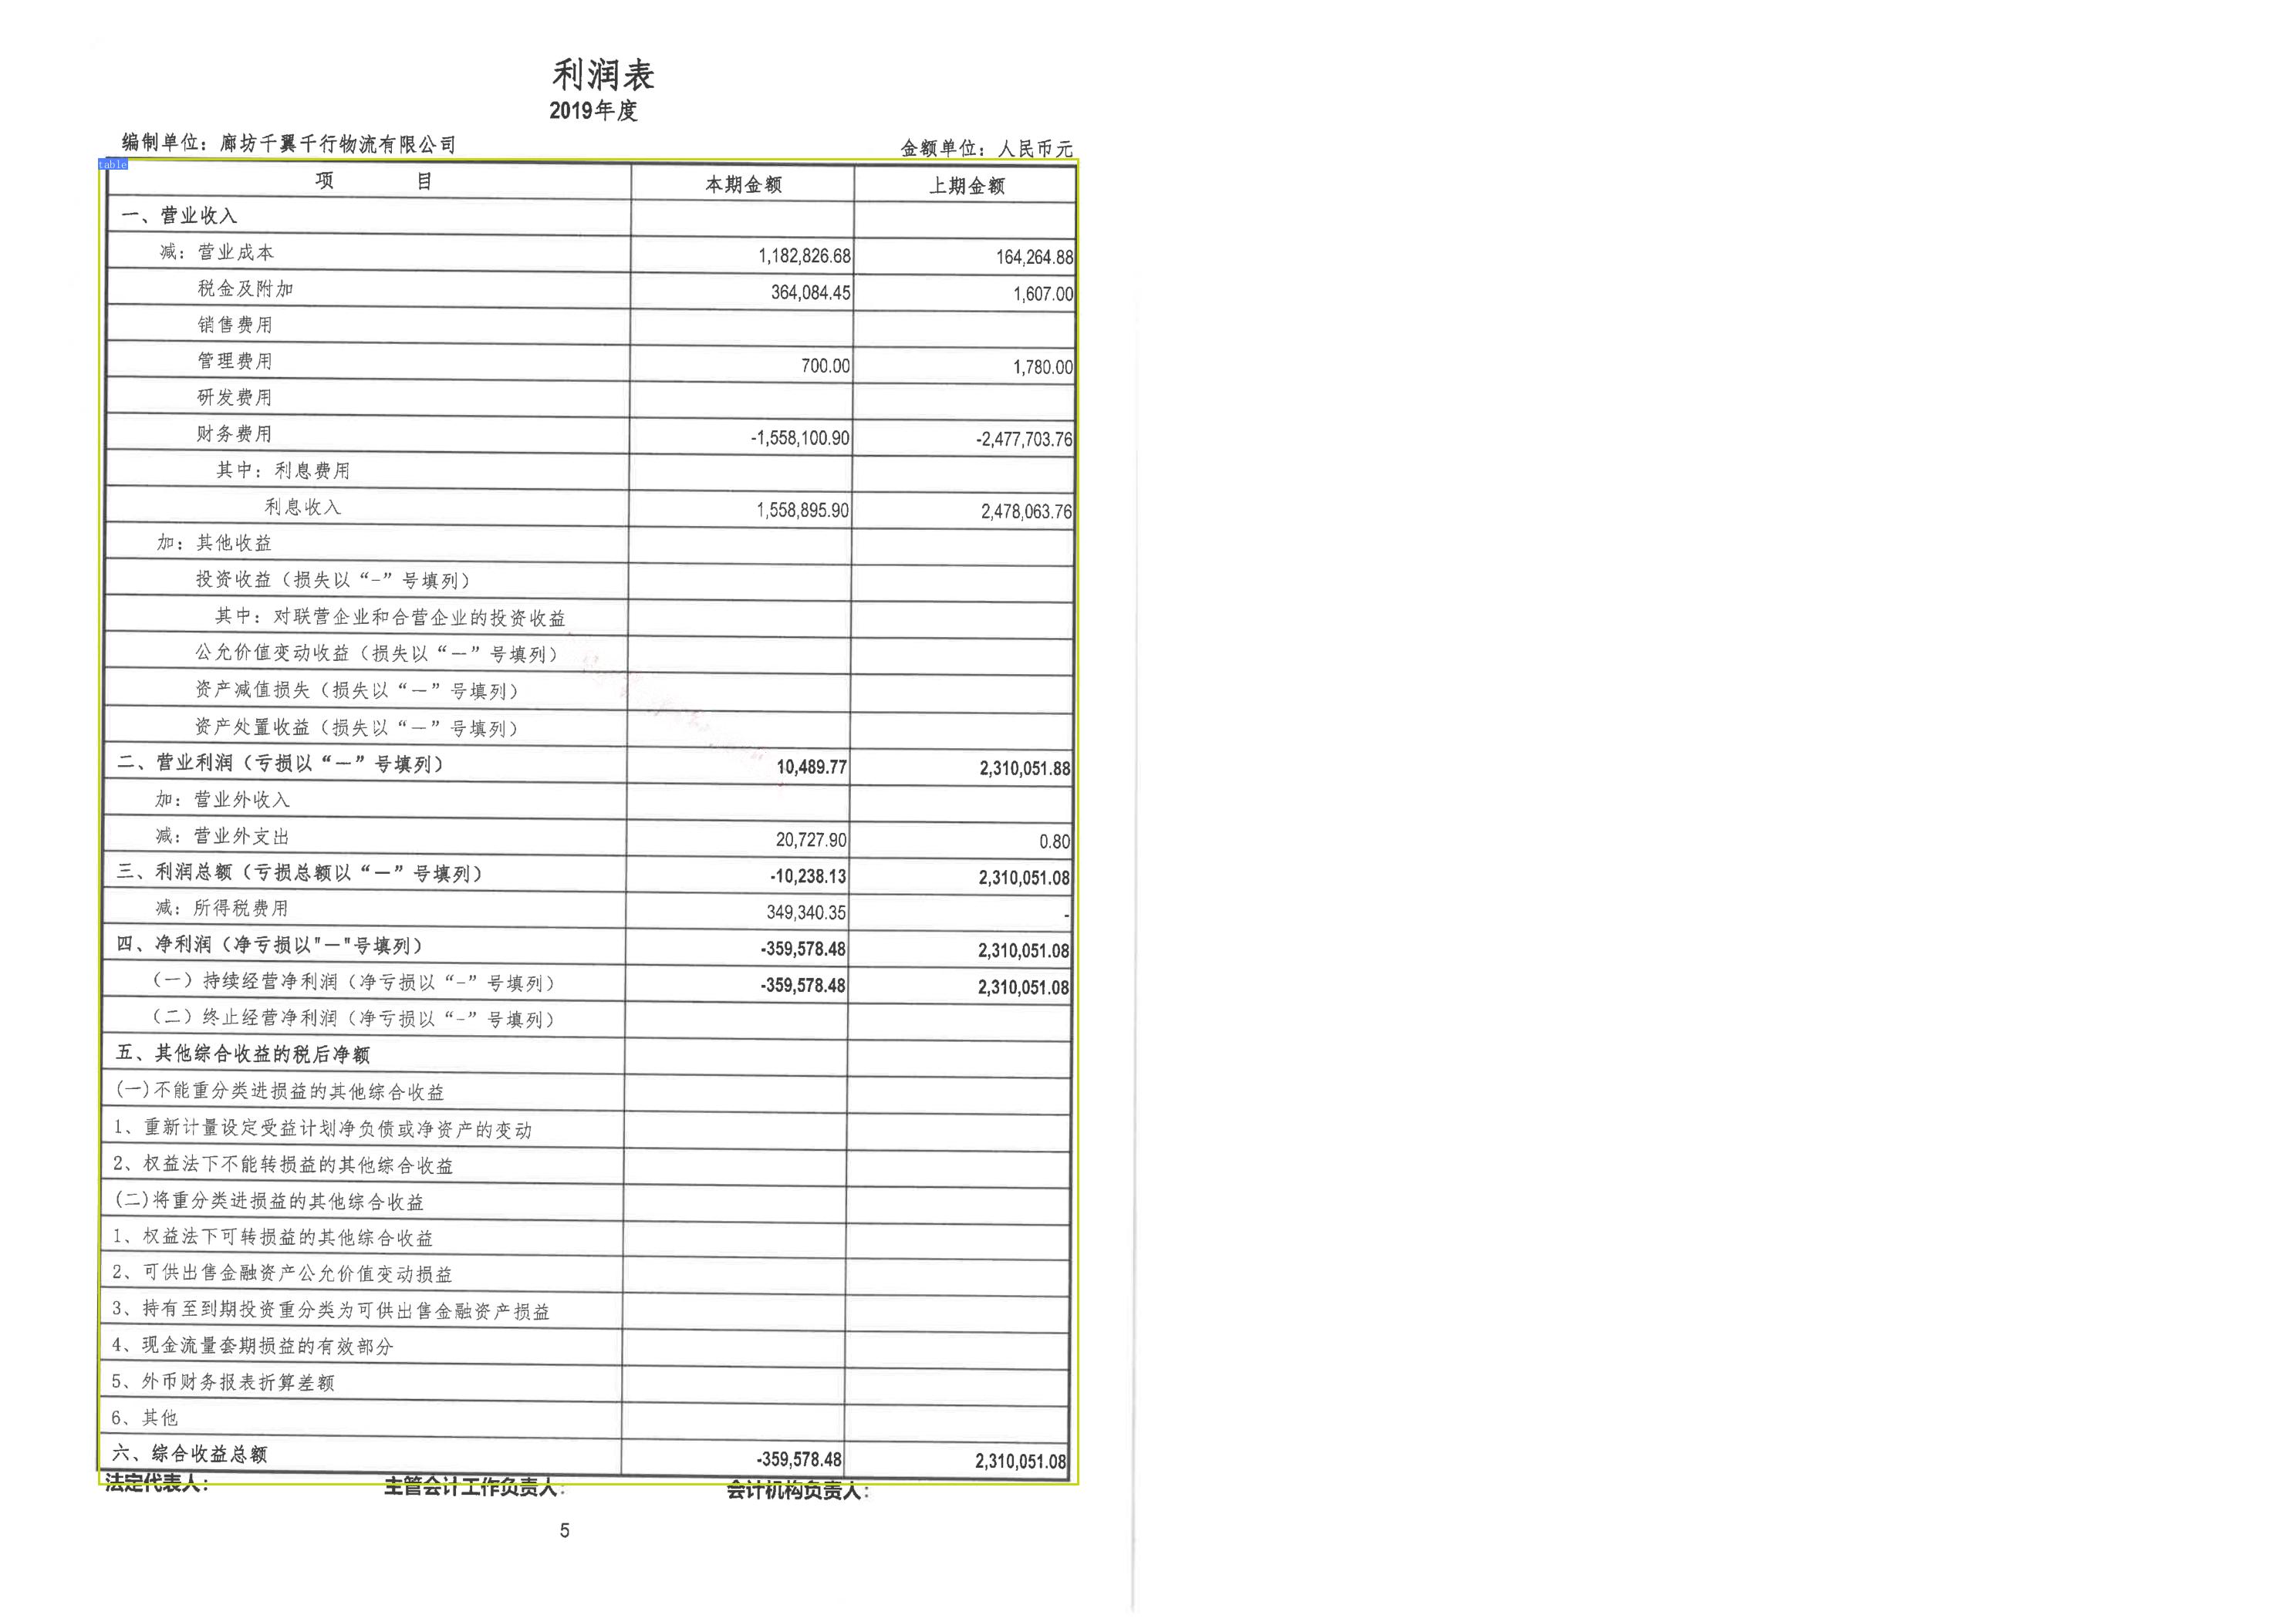 利润表
2019年度
编制单位：廊坊千翼千行物流有限公司 金额单位：人民币元
table
项 目 本期金额 上期金额
一、营业收入
减：营业成本 1,182,826.68 164,264.88
税金及附加 364,084.45 1,607.00
销售费用
管理费用 700.00 1,780.00
研发费用
财务费用 -1,558,100.90 -2,477,703.76
其中：利息费用
利息收入 1,558,895.90 2,478,063.76
加：其他收益
投资收益（损失以“-”号填列）
其中：对联营企业和合营企业的投资收益
公允价值变动收益（损失以“－”号填列）
资产减值损失（损失以“－”号填列）
资产处置收益（损失以“－”号填列）
二、营业利润（亏损以“－”号填列） 10,489.77 2,310,051.88
加：营业外收入
减：营业外支出 20,727.90 0.80
三、利润总额（亏损总额以“－”号填列） -10,238.13 2,310,051.08
减：所得税费用 349,340.35 -
四、净利润（净亏损以"－"号填列） -359,578.48 2,310,051.08
（一）持续经营净利润（净亏损以“-”号填列） -359,578.48 2,310,051.08
（二）终止经营净利润（净亏损以“-”号填列）
五、其他综合收益的税后净额
(一)不能重分类进损益的其他综合收益
1、重新计量设定受益计划净负债或净资产的变动
2、权益法下不能转损益的其他综合收益
(二)将重分类进损益的其他综合收益
1、权益法下可转损益的其他综合收益
2、可供出售金融资产公允价值变动损益
3、持有至到期投资重分类为可供出售金融资产损益
4、现金流量套期损益的有效部分
5、外币财务报表折算差额
6、其他
六、综合收益总额 -359,578.48 2,310,051.08
法定代表人： 主管会计工作负责人： 会计机构负责人：
5